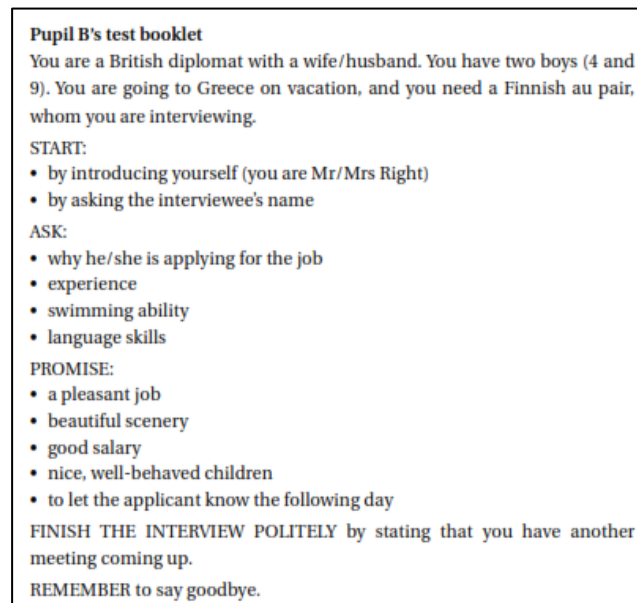 Pupil B's test booklet
You are a British diplomat with a wife/husband. You have two boys (4 and
9). You are going to Greece on vacation, and you need a Finnish au pair,
whom you are interviewing.
START:
• by introducing yourself (you are Mr/Mrs Right)
• by asking the interviewee's name
ASK:
• why he/she is applying for the job
• experience
• swimming ability
• language skills
PROMISE:
• a pleasant job
• beautiful scenery
• good salary
• nice, well-behaved children
• to let the applicant know the following day
FINISH THE INTERVIEW POLITELY by stating that you have another
meeting coming up.
REMEMBER to say goodbye.